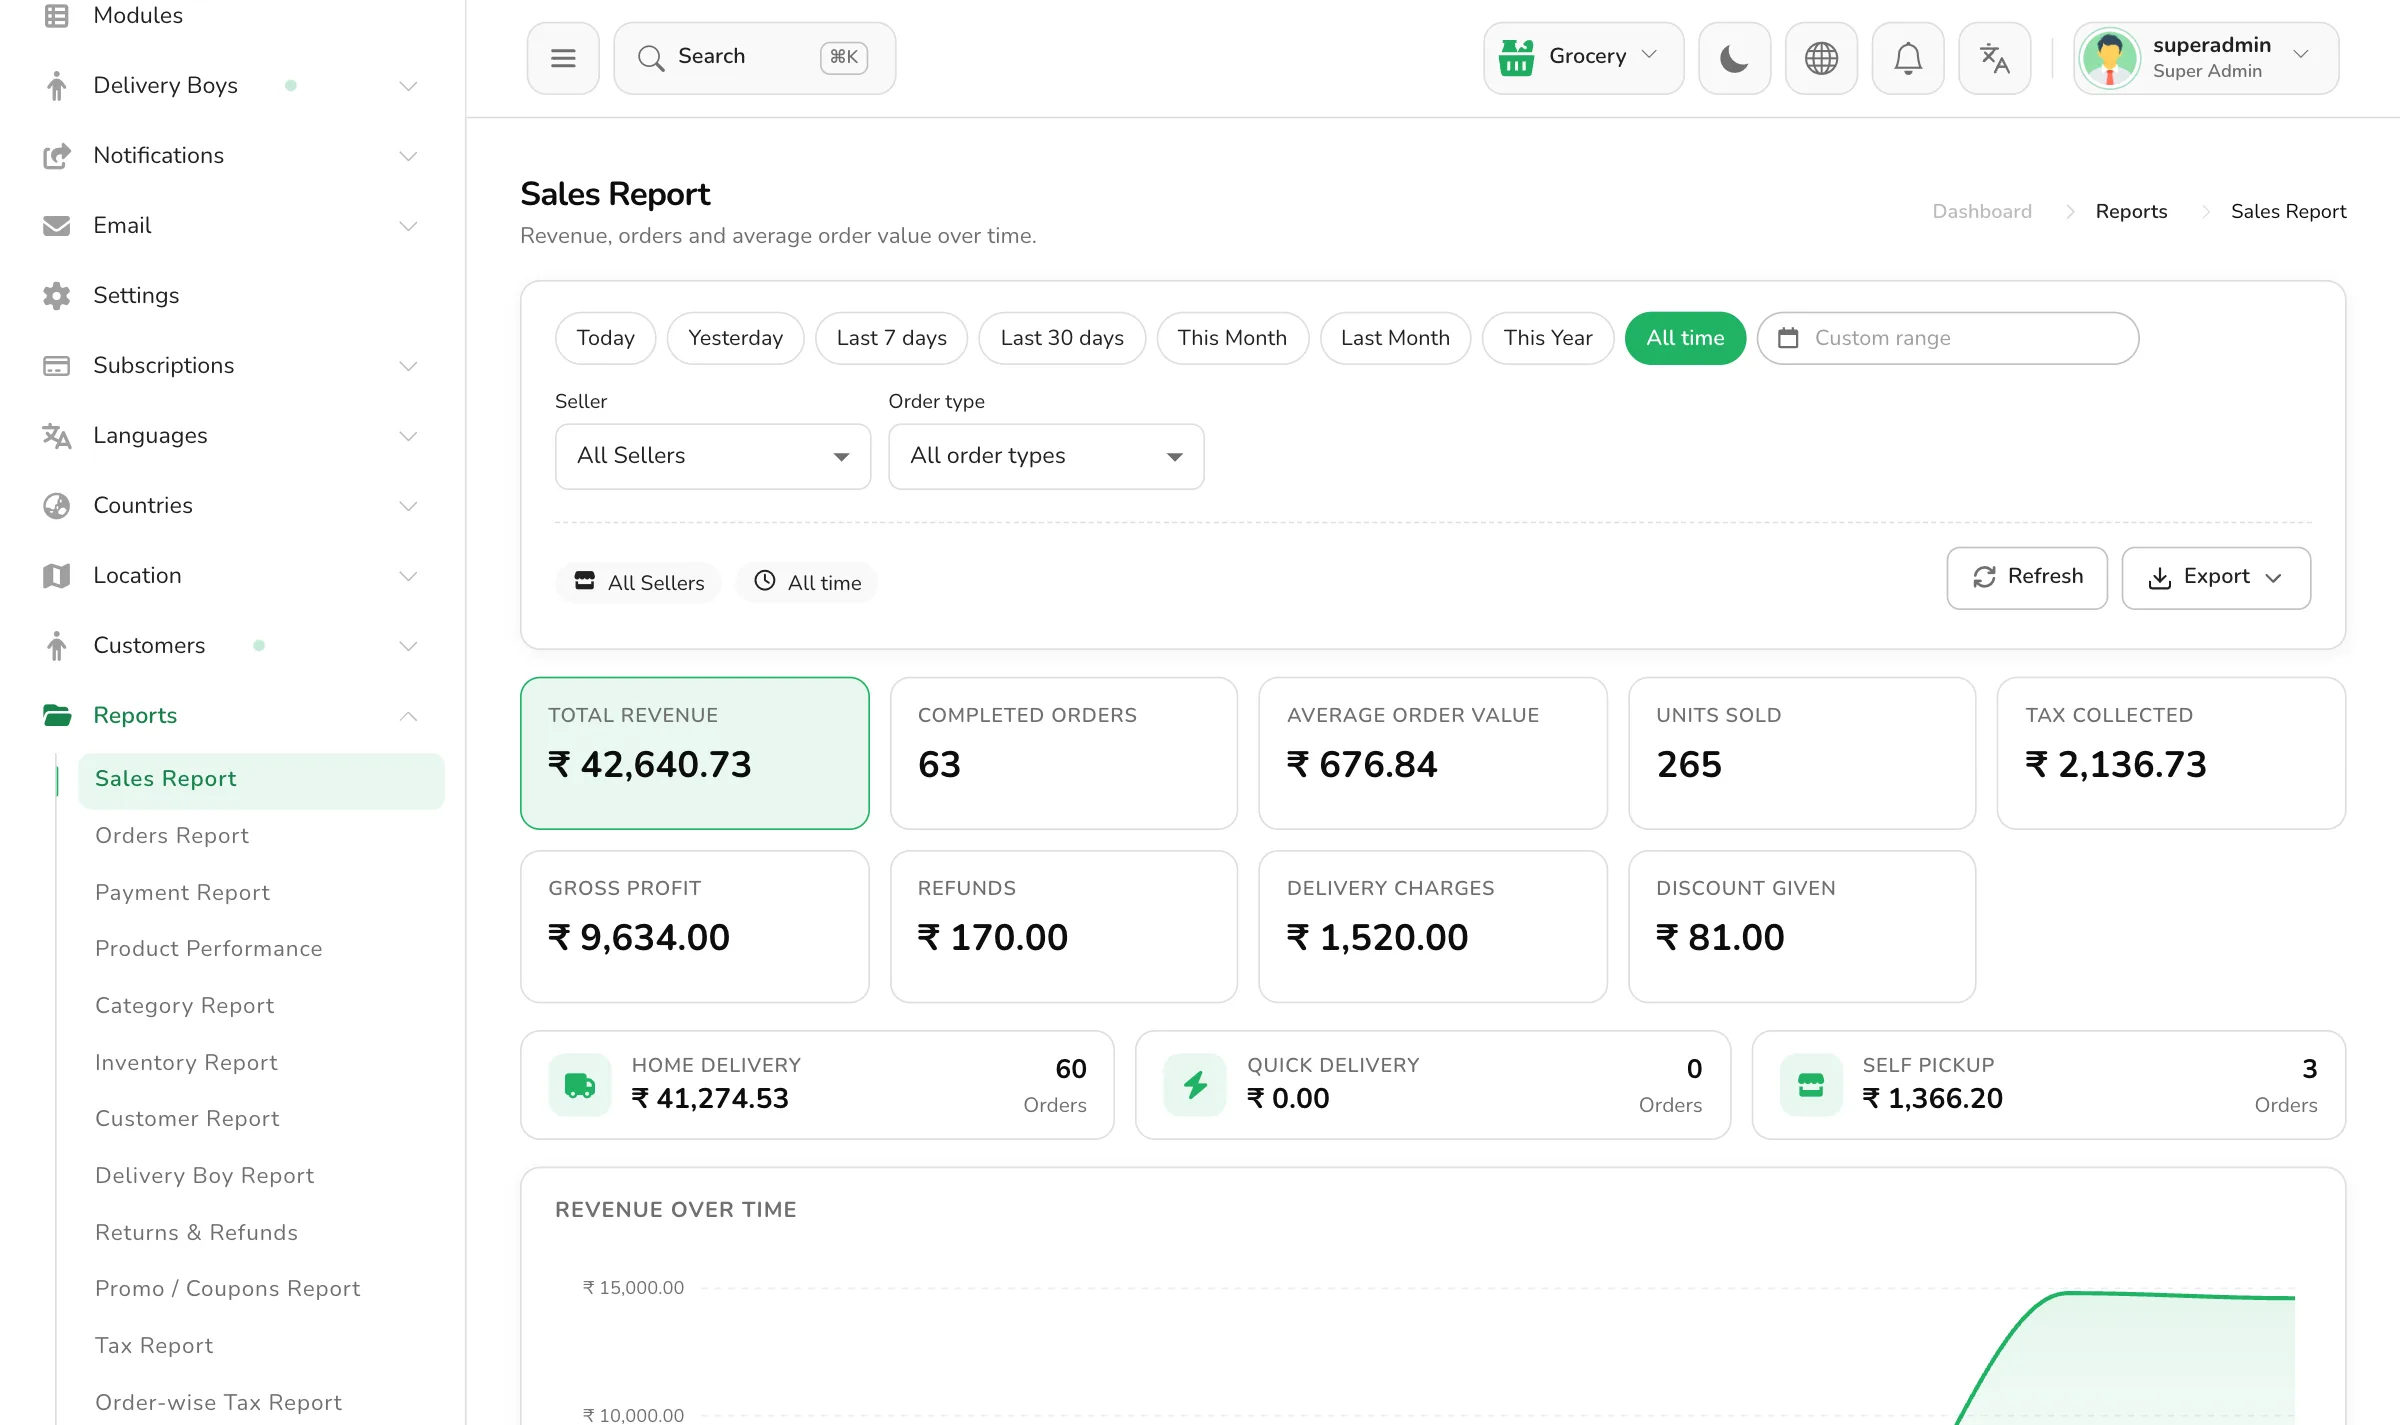 Modules
Delivery Boys
Notifications
Email
Settings
Subscriptions
Languages
Countries
Location
Customers
Reports
Sales Report
Orders Report
Payment Report
Product Performance
Category Report
Inventory Report
Customer Report
Delivery Boy Report
Returns & Refunds
Promo / Coupons Report
Tax Report
Order-wise Tax Report
Search ⌘K
Grocery
superadmin
Super Admin
Sales Report
Revenue, orders and average order value over time.
Dashboard Reports Sales Report
Today Yesterday Last 7 days Last 30 days This Month Last Month This Year All time Custom range
Seller Order type
All Sellers All order types
All Sellers All time Refresh Export
TOTAL REVENUE
₹ 42,640.73
COMPLETED ORDERS
63
AVERAGE ORDER VALUE
₹ 676.84
UNITS SOLD
265
TAX COLLECTED
₹ 2,136.73
GROSS PROFIT
₹ 9,634.00
REFUNDS
₹ 170.00
DELIVERY CHARGES
₹ 1,520.00
DISCOUNT GIVEN
₹ 81.00
HOME DELIVERY
₹ 41,274.53
60
Orders
QUICK DELIVERY
₹ 0.00
0
Orders
SELF PICKUP
₹ 1,366.20
3
Orders
REVENUE OVER TIME
₹ 15,000.00
₹ 10,000.00